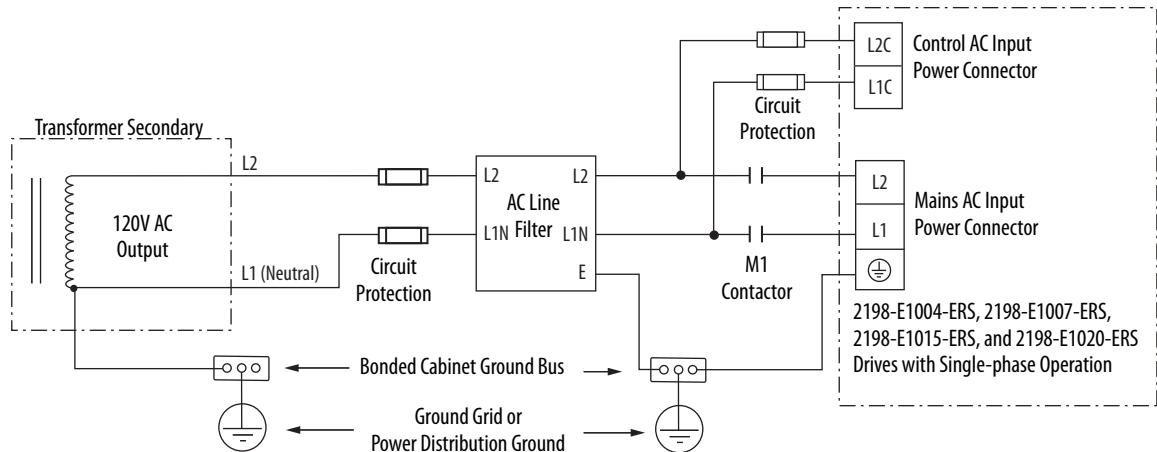 Transformer Secondary
120V AC
Output
L2
L1 (Neutral)
Circuit
Protection
L2
L1N
AC Line
Filter
L2
L1N
E
Circuit
Protection
M1
Contactor
L2C
L1C
Control AC Input
Power Connector
L2
L1
Mains AC Input
Power Connector
2198-E1004-ERS, 2198-E1007-ERS,
2198-E1015-ERS, and 2198-E1020-ERS
Drives with Single-phase Operation
Bonded Cabinet Ground Bus
Ground Grid or
Power Distribution Ground